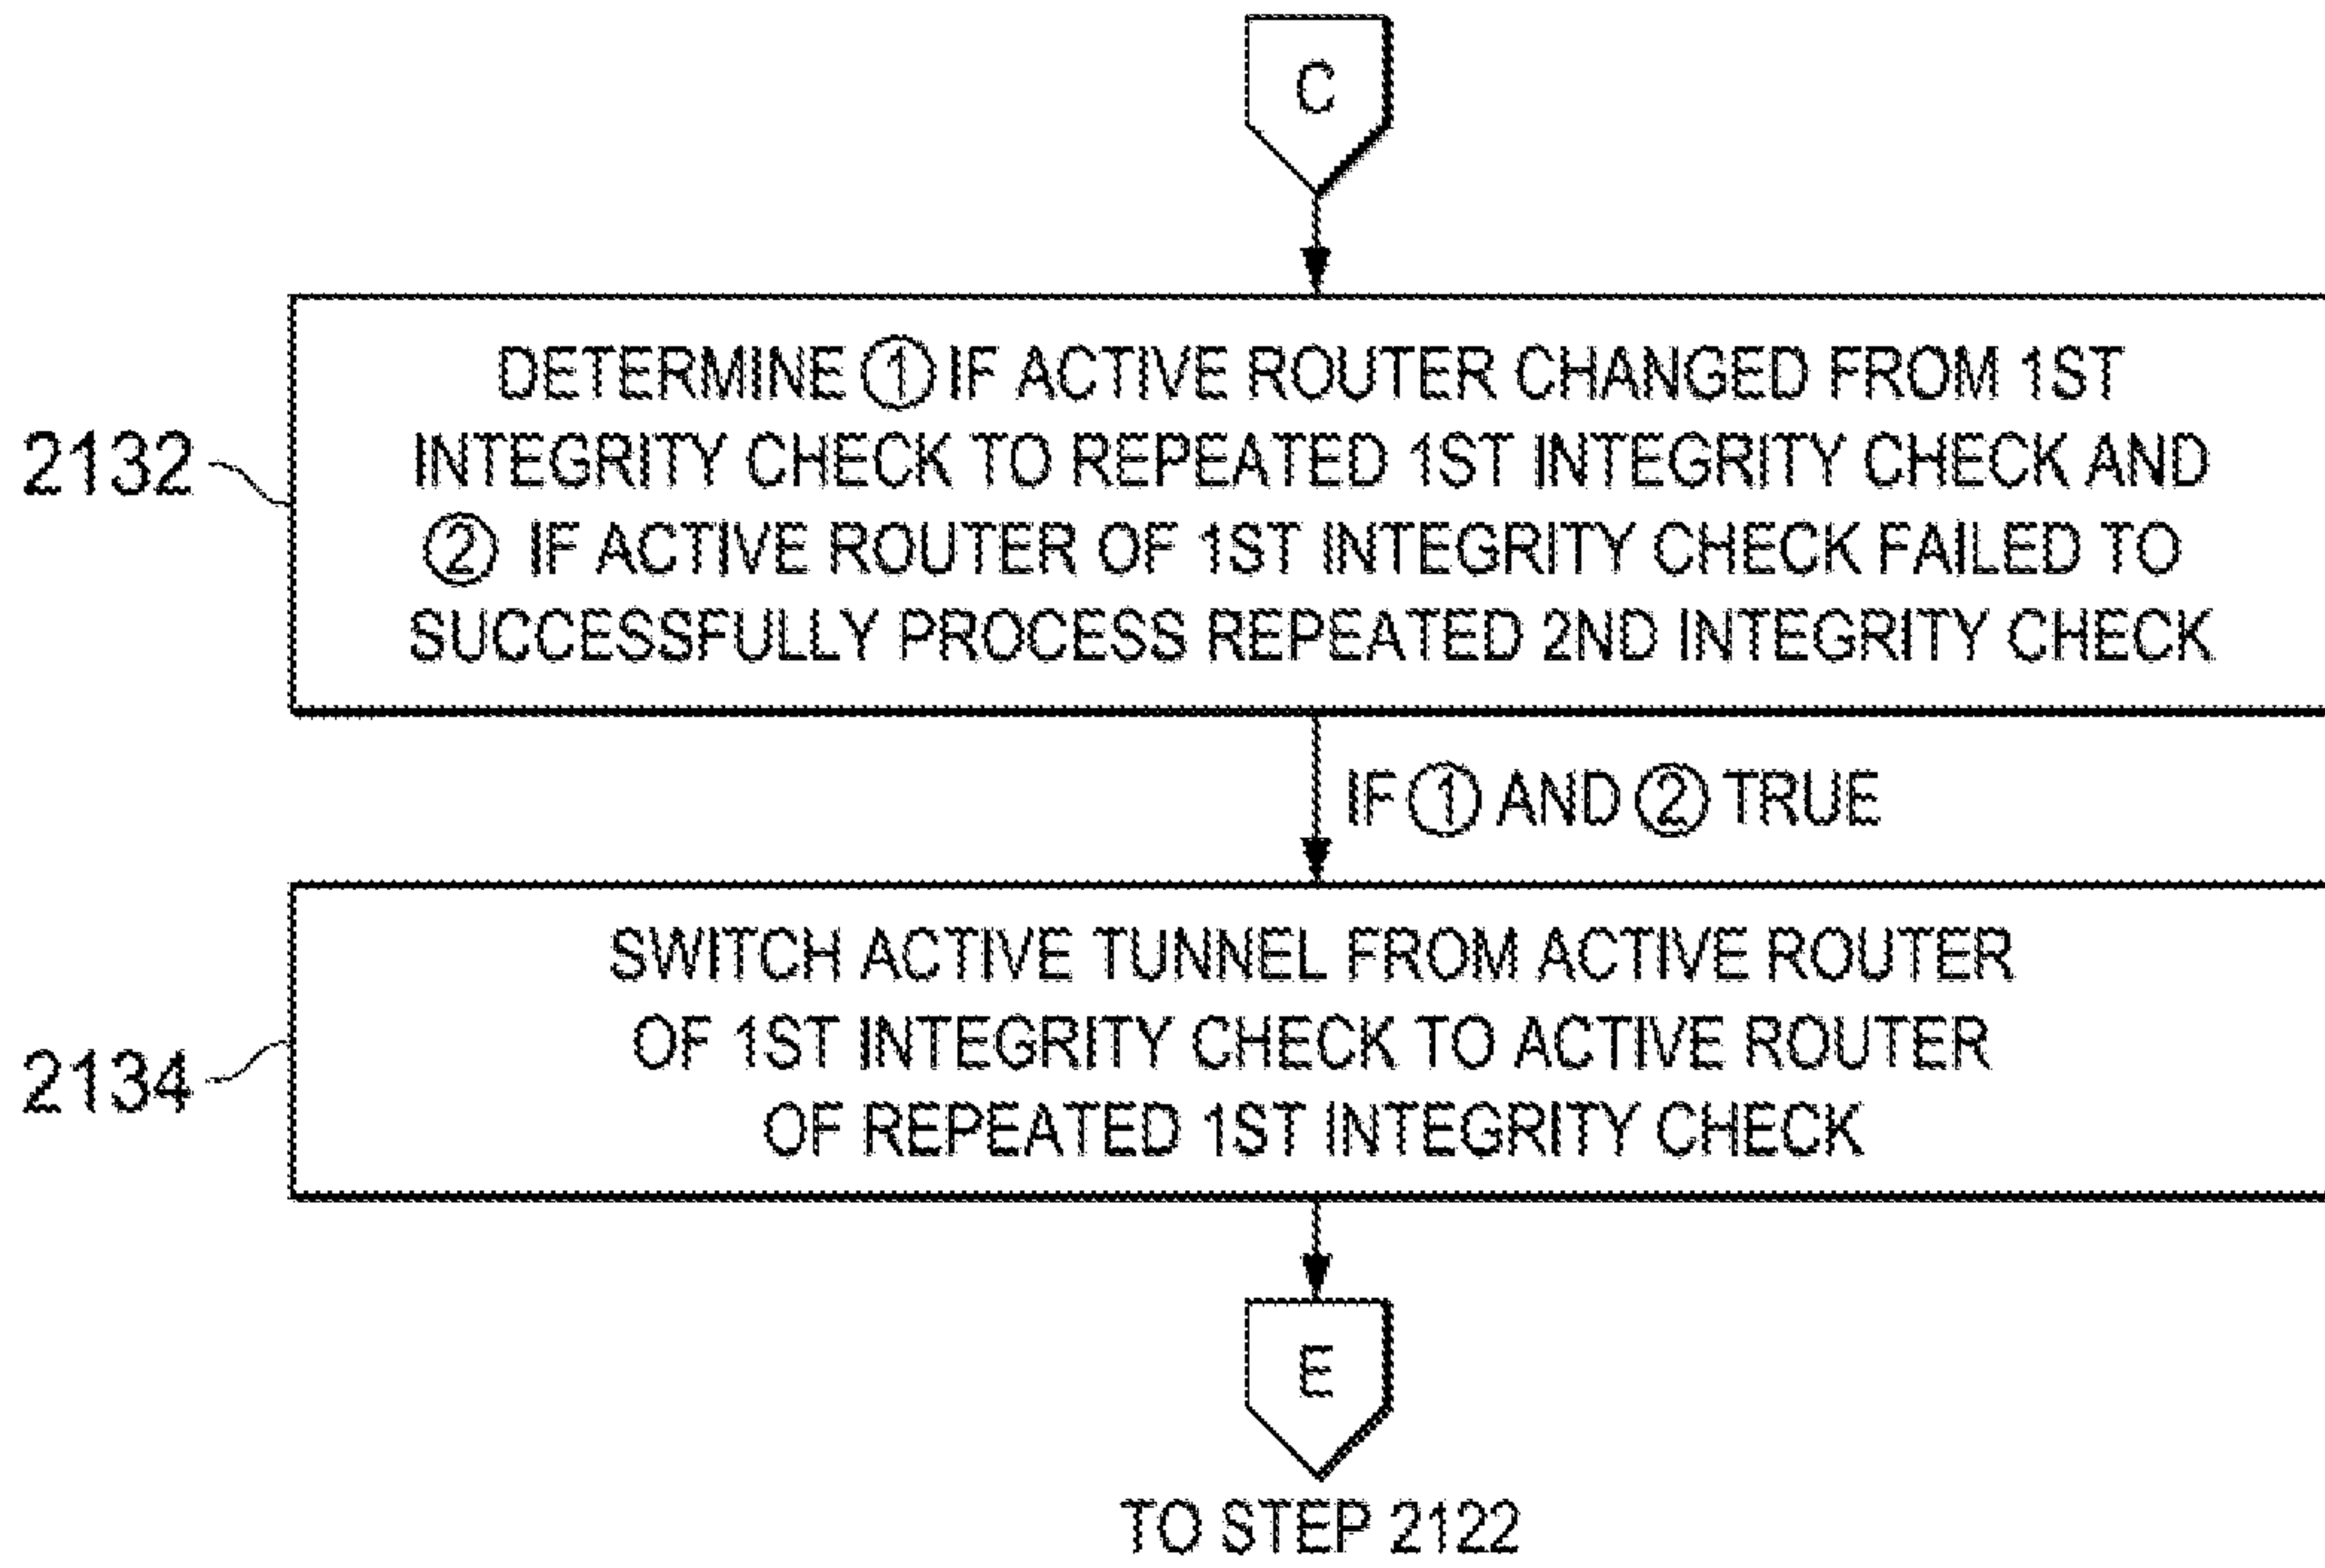 C
DETERMINE ① IF ACTIVE ROUTER CHANGED FROM 1ST
INTEGRITY CHECK TO REPEATED 1ST INTEGRITY CHECK AND
② IF ACTIVE ROUTER OF 1ST INTEGRITY CHECK FAILED TO
SUCCESSFULLY PROCESS REPEATED 2ND INTEGRITY CHECK
2132
IF ① AND ② TRUE
SWITCH ACTIVE TUNNEL FROM ACTIVE ROUTER
OF 1ST INTEGRITY CHECK TO ACTIVE ROUTER
OF REPEATED 1ST INTEGRITY CHECK
2134
E
TO STEP 2122